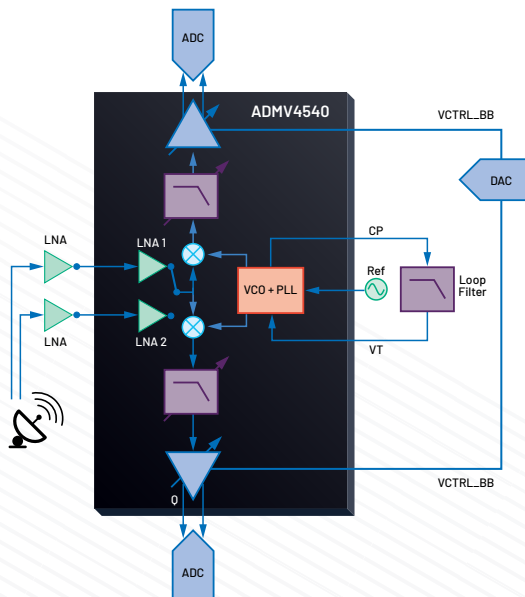 ADC
ADMV4540
VCTRL_BB
DAC
LNA
LNA 1
CP
Ref
VCO + PLL
Loop
Filter
LNA
LNA 2
VT
VCTRL_BB
Q
ADC